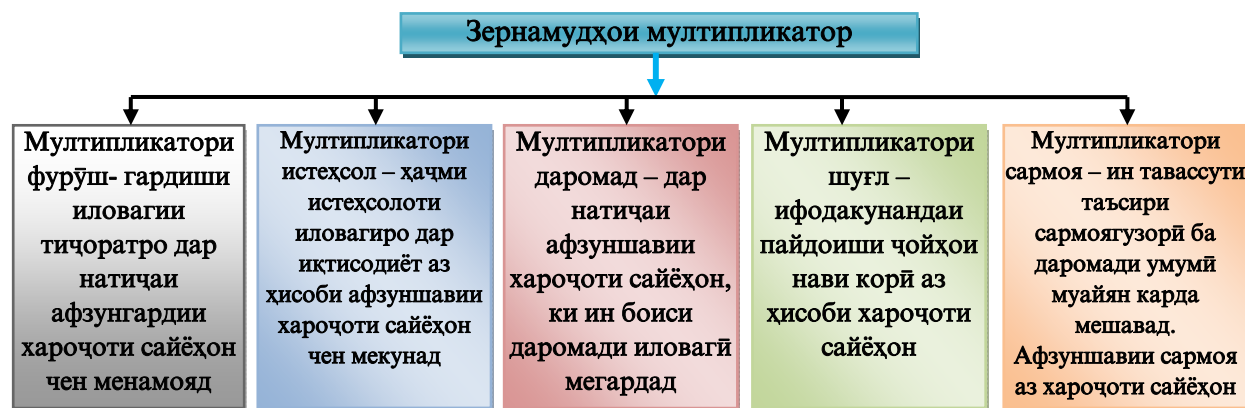 Зернамудҳои мултипликатор
Мултипликатори
фурӯш- гардиши
иловагии
тиҷоратро дар
натиҷаи
афзунгардии
хароҷоти сайёҳон
чен менамояд
Мултипликатори
истеҳсол – ҳаҷми
истеҳсолоти
иловагиро дар
иқтисодиёт аз
ҳисоби афзуншавии
хароҷоти сайёҳон
чен мекунад
Мултипликатори
даромад – дар
натиҷаи
афзуншавии
хароҷоти сайёҳон,
ки ин боиси
даромади иловагӣ
мегардад
Мултипликатори
шуғл –
ифодакунандаи
пайдоиши ҷойҳои
нави корӣ аз
ҳисоби хароҷоти
сайёҳон
Мултипликатори
сармоя – ин тавассути
таъсири
сармоягузорӣ ба
даромади умумӣ
муайян карда
мешавад.
Афзуншавии сармоя
аз хароҷоти сайёҳон